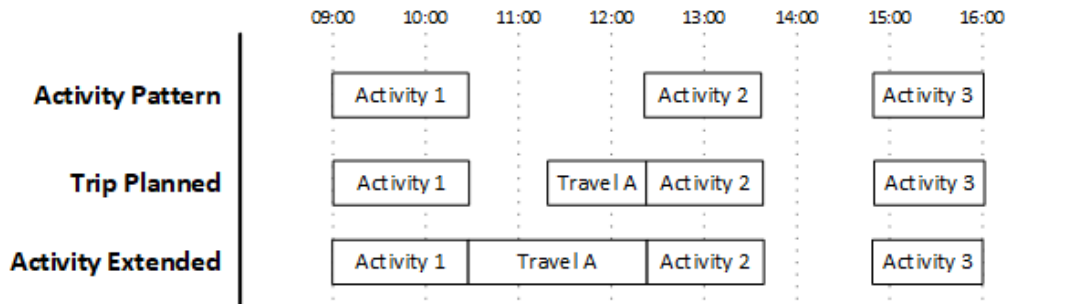 09:00 10:00 11:00 12:00 13:00 14:00 15:00 16:00
Activity Pattern Activity 1 Activity 2 Activity 3
Trip Planned Activity 1 Travel A Activity 2 Activity 3
Activity Extended Activity 1 Travel A Activity 2 Activity 3